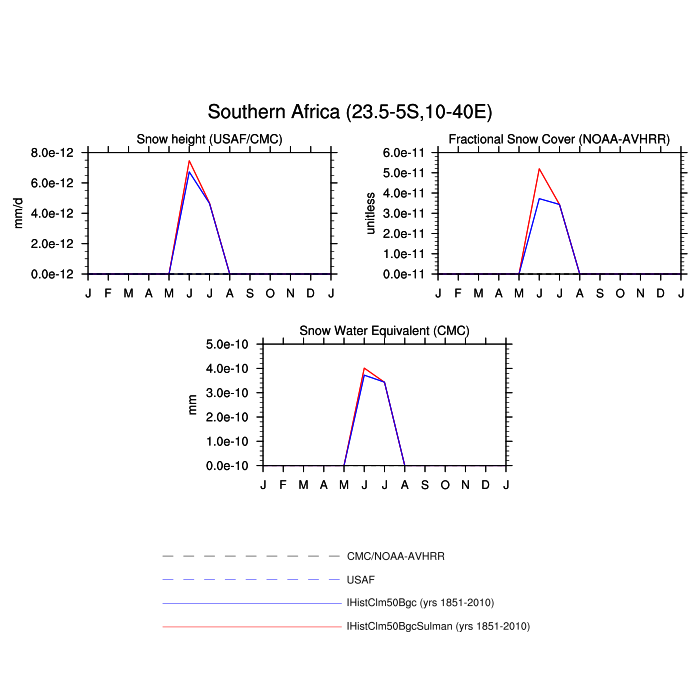 Southern Africa (23.5-5S,10-40E)
Snow height (USAF/CMC)
8.0e-12
6.0e-12
4.0e-12
2.0e-12
0.0e-12
mm/d
J F M A M J J A S O N D J
Fractional Snow Cover (NOAA-AVHRR)
6.0e-11
5.0e-11
4.0e-11
3.0e-11
2.0e-11
1.0e-11
0.0e-11
unitless
J F M A M J J A S O N D J
Snow Water Equivalent (CMC)
5.0e-10
4.0e-10
3.0e-10
2.0e-10
1.0e-10
0.0e-10
mm
J F M A M J J A S O N D J
CMC/NOAA-AVHRR
USAF
IHistClm50Bgc (yrs 1851-2010)
IHistClm50BgcSulman (yrs 1851-2010)